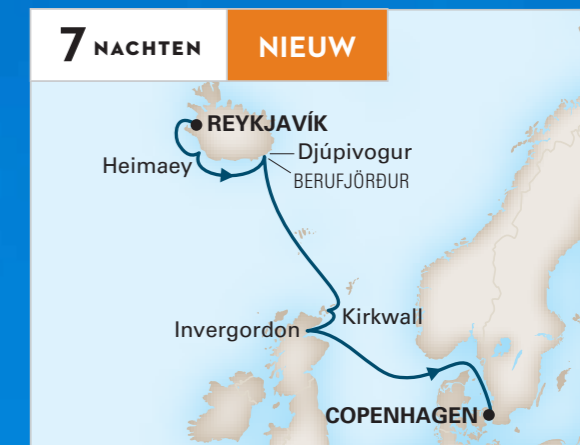 7 NACHTEN
NIEUW
REYKJAVÍK
Djúpivogur
Heimaey
BERUFJÖRÐUR
Kirkwall
Invergordon
COPENHAGEN